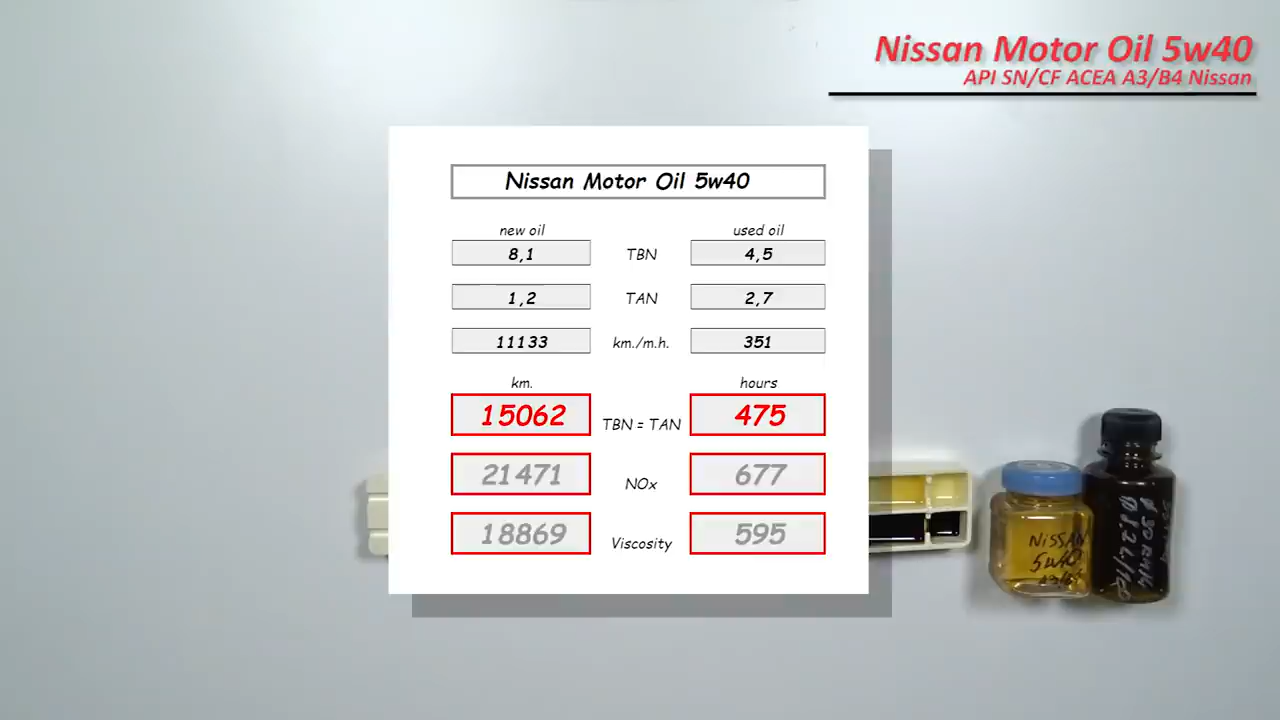 Nissan Motor Oil 5w40
API SN/CF ACEA A3/B4 Nissan
Nissan Motor Oil 5w40
new oil used oil
8,1 TBN 4,5
1,2 TAN 2,7
11133 km./m.h. 351
km. hours
15062 TBN = TAN 475
21471 NOx 677
18869 Viscosity 595
NiSSAN
5w40